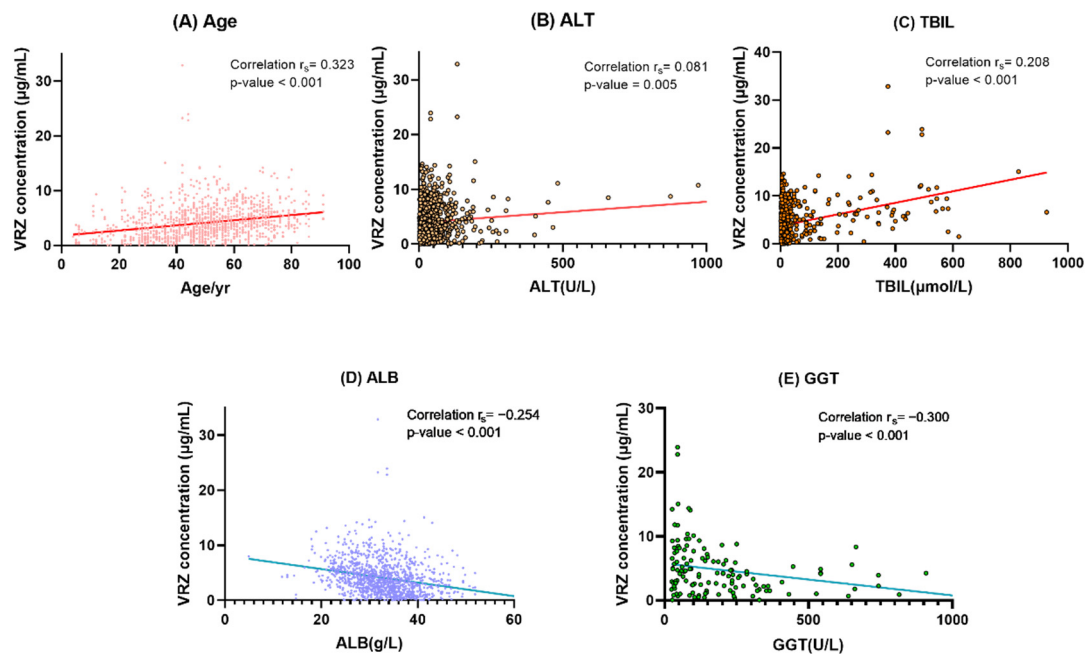 (A) Age
Correlation rₛ= 0.323
p-value < 0.001
VRZ concentration (µg/mL)
30
20
10
0
0 20 40 60 80 100
Age/yr
(B) ALT
Correlation rₛ= 0.081
p-value = 0.005
VRZ concentration (µg/mL)
30
20
10
0
0 500 1000
ALT(U/L)
(C) TBIL
Correlation rₛ= 0.208
p-value < 0.001
VRZ concentration (µg/mL)
40
30
20
10
0
0 200 400 600 800 1000
TBIL(µmol/L)
(D) ALB
Correlation rₛ= −0.254
p-value < 0.001
VRZ concentration (µg/mL)
30
20
10
0
0 20 40 60
ALB(g/L)
(E) GGT
Correlation rₛ= −0.300
p-value < 0.001
VRZ concentration (µg/mL)
30
20
10
0
0 500 1000
GGT(U/L)